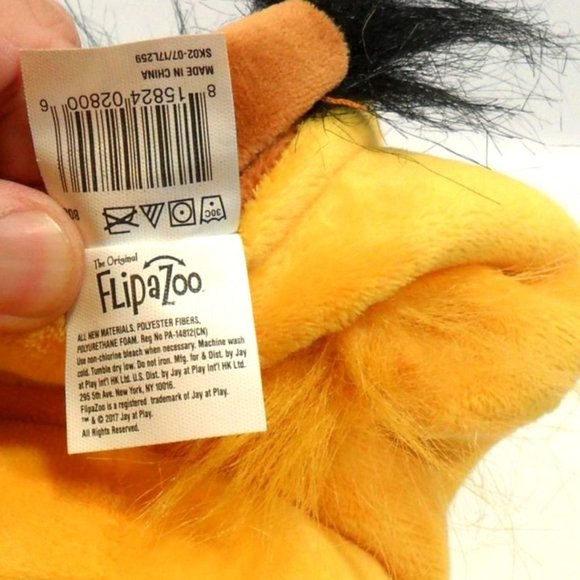 SK02-07/17L259
MADE IN CHINA
8 15824 02800 6
80
30C
The Original
FLipaZoo
ALL NEW MATERIALS, POLYESTER FIBERS,
POLYURETHANE FOAM. Reg No PA-14812(CN)
Use non-chlorine bleach when necessary. Machine wash
cold. Tumble dry low. Do not iron. Mfg. for & Dist. by Jay
at Play Int'l HK Ltd. U.S. Dist. by Jay at Play Int'l HK Ltd.
295 5th Ave. New York, NY 10016.
FlipaZoo is a registered trademark of Jay at Play.
™ & © 2017 Jay at Play.
All Rights Reserved.